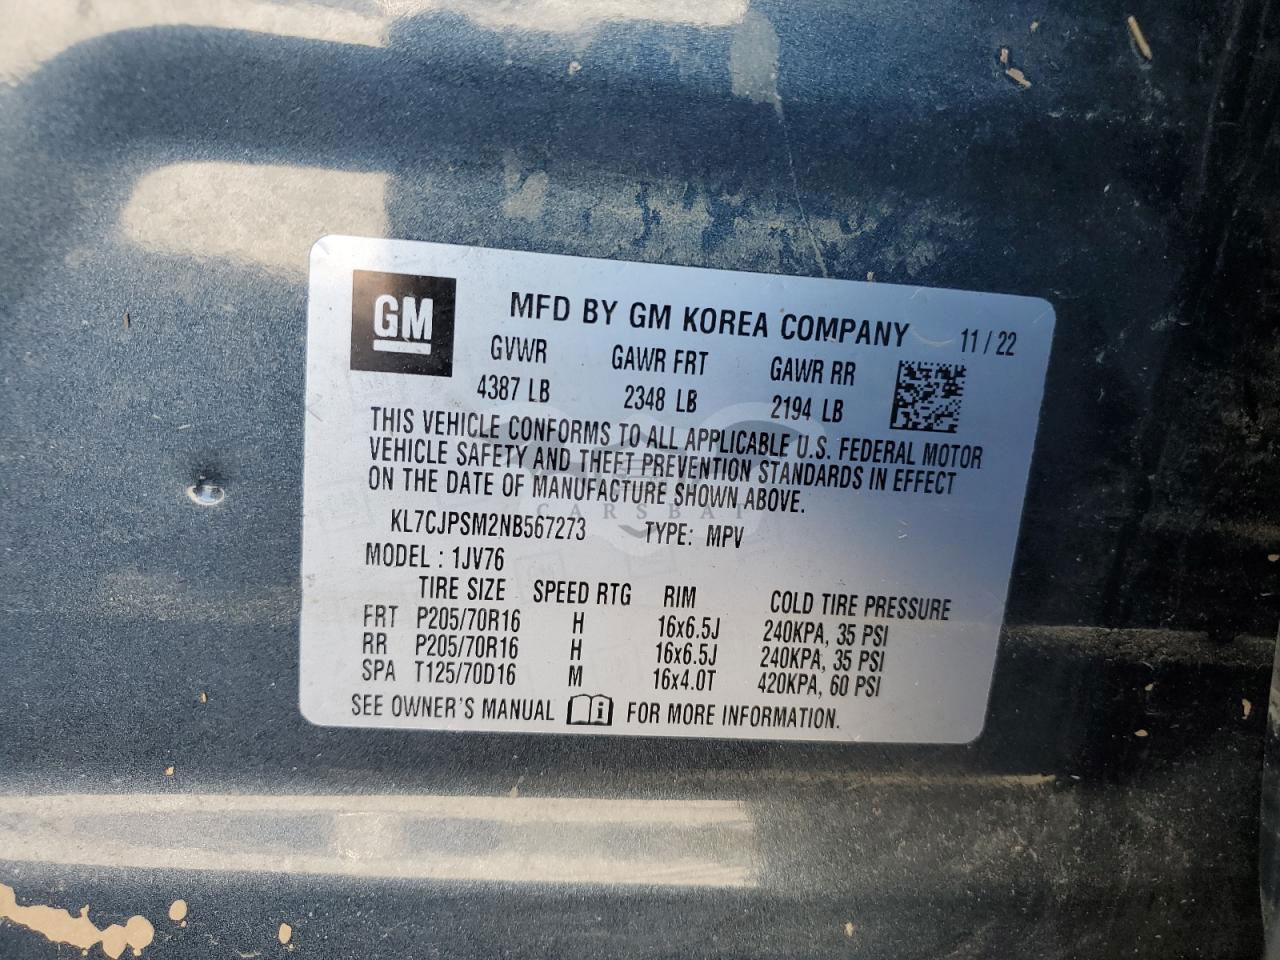 GM
MFD BY GM KOREA COMPANY 11/22
GVWR GAWR FRT GAWR RR
4387 LB 2348 LB 2194 LB
THIS VEHICLE CONFORMS TO ALL APPLICABLE U.S. FEDERAL MOTOR
VEHICLE SAFETY AND THEFT PREVENTION STANDARDS IN EFFECT
ON THE DATE OF MANUFACTURE SHOWN ABOVE.
CARSBAT
KL7CJPSM2NB567273 TYPE: MPV
MODEL : 1JV76
TIRE SIZE SPEED RTG RIM COLD TIRE PRESSURE
FRT P205/70R16 H 16x6.5J 240KPA, 35 PSI
RR P205/70R16 H 16x6.5J 240KPA, 35 PSI
SPA T125/70D16 M 16x4.0T 420KPA, 60 PSI
SEE OWNER'S MANUAL i FOR MORE INFORMATION.